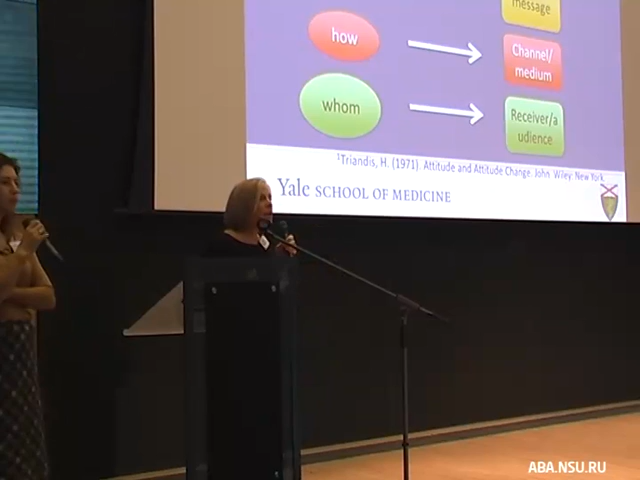 message
how
Channel/
medium
whom
Receiver/a
udience
¹Triandis, H. (1971). Attitude and Attitude Change. John Wiley: New York.
Yale SCHOOL OF MEDICINE
ABA.NSU.RU